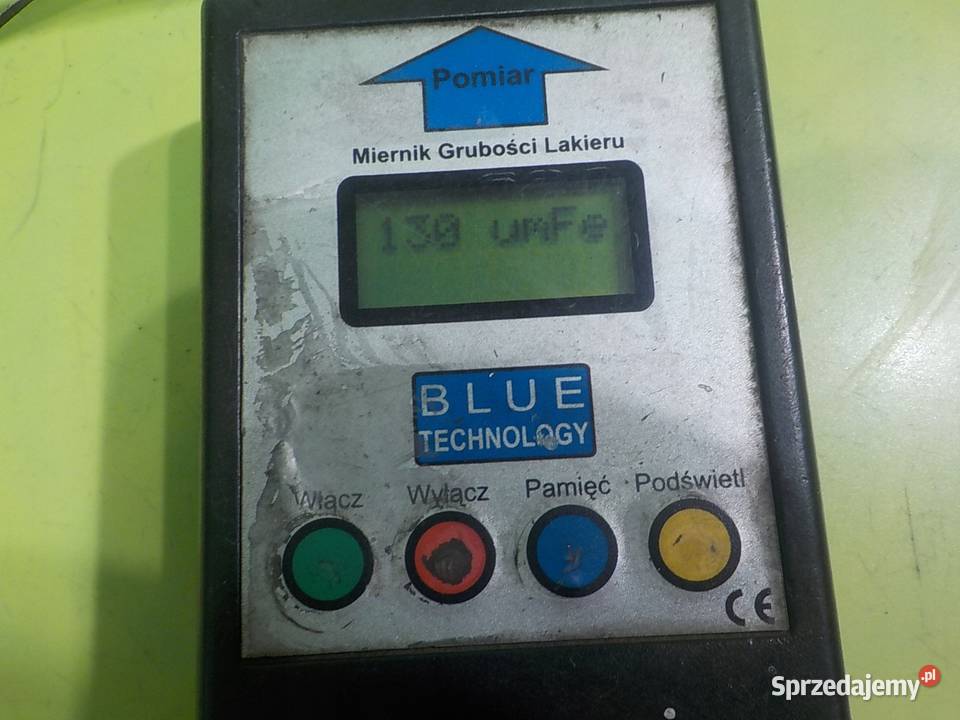 Pomiar
Miernik Grubości Lakieru
130 umFe
BLUE
TECHNOLOGY
Włącz Wyłącz Pamięć Podświetl
CE
Sprzedajemy.pl